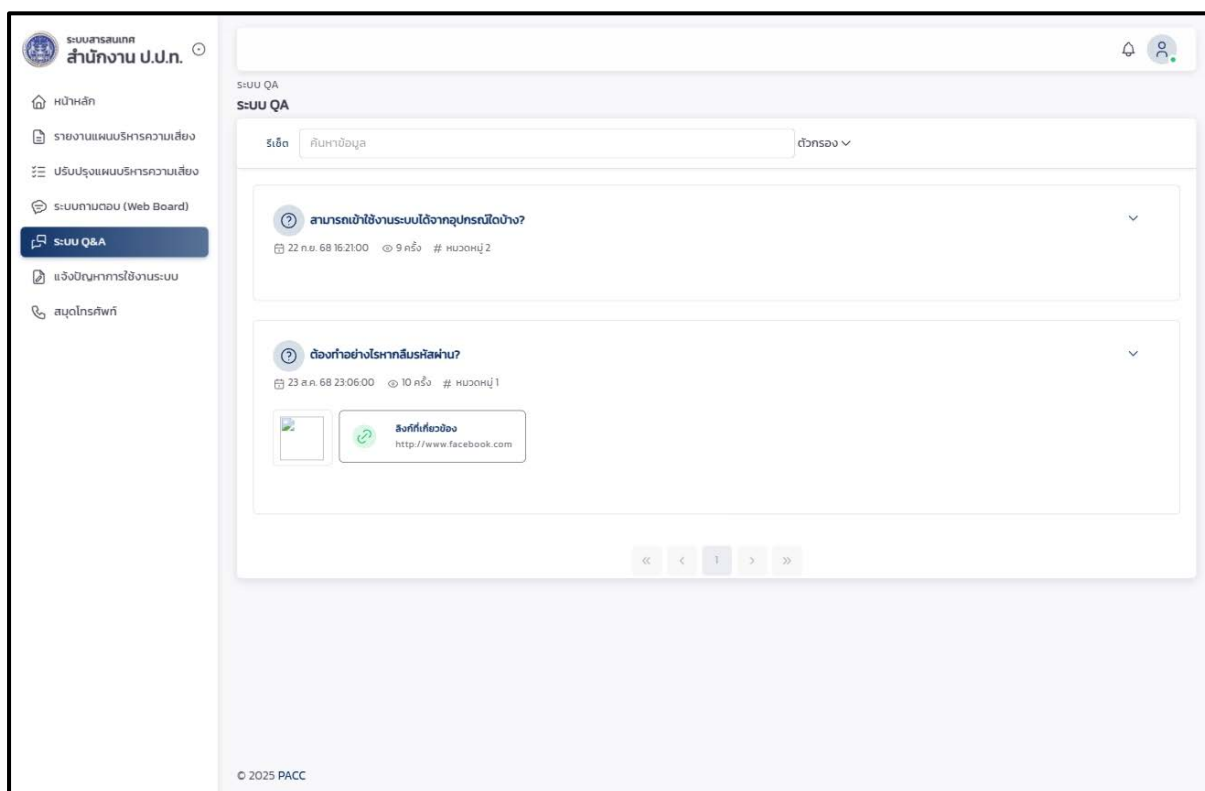 ระบบสารสนเทศ
สำนักงาน ป.ป.ท.
หน้าหลัก
รายงานแผนบริหารความเสี่ยง
ปรับปรุงแผนบริหารความเสี่ยง
ระบบถามตอบ (Web Board)
ระบบ Q&A
แจ้งปัญหาการใช้งานระบบ
สมุดโทรศัพท์
ระบบ QA
ระบบ QA
รีเซ็ต ค้นหาข้อมูล ตัวกรอง
สามารถเข้าใช้งานระบบได้จากอุปกรณ์ใดบ้าง?
22 ก.ย. 68 16:21:00 9 ครั้ง # หมวดหมู่ 2
ต้องทำอย่างไรหากลืมรหัสผ่าน?
23 ส.ค. 68 23:06:00 10 ครั้ง # หมวดหมู่ 1
ลิงก์ที่เกี่ยวข้อง
http://www.facebook.com
« < 1 > »
© 2025 PACC